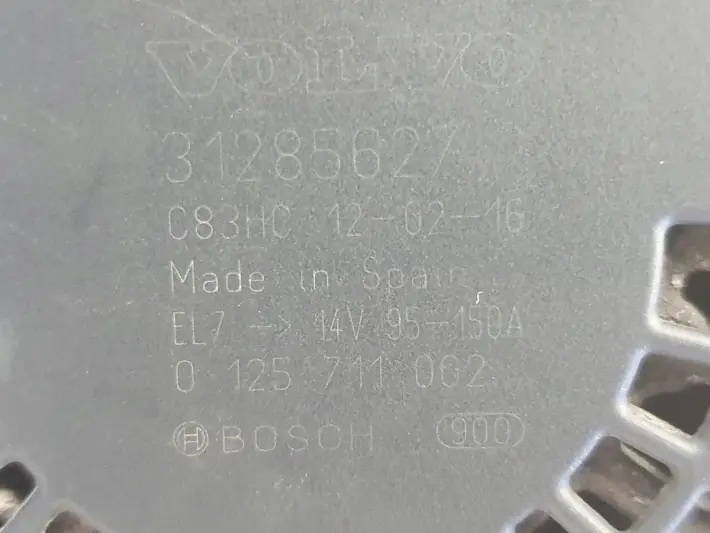 VOLVO
31285627
C83HC 12-02-16
Made in Spain
EL7 -> 14V 95-150A
0 125 711 002
BOSCH 900